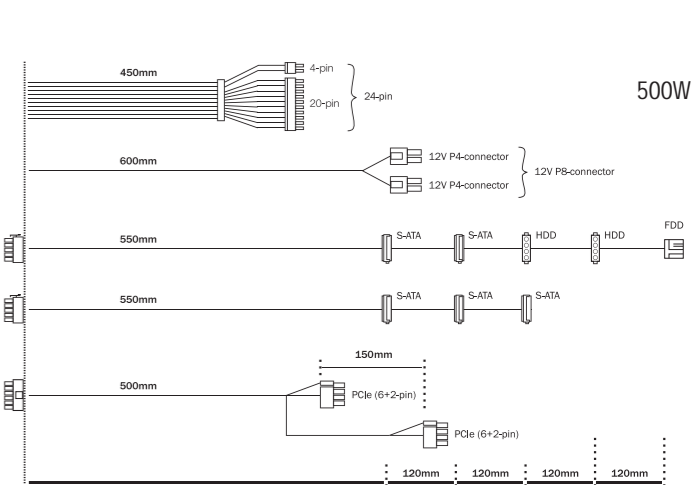 450mm
4-pin
20-pin
24-pin
500W
600mm
12V P4-connector
12V P4-connector
12V P8-connector
550mm
S-ATA
S-ATA
HDD
HDD
FDD
550mm
S-ATA
S-ATA
S-ATA
150mm
500mm
PCIe (6+2-pin)
PCIe (6+2-pin)
120mm
120mm
120mm
120mm